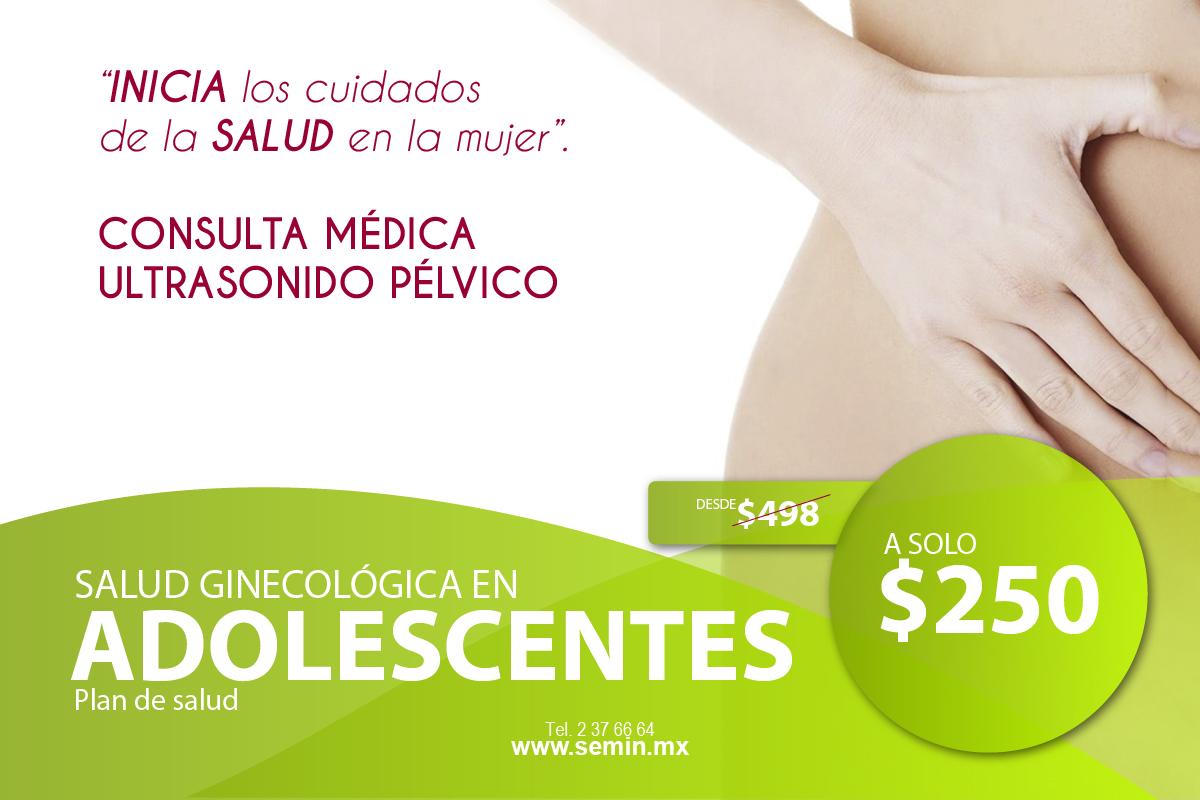 “INICIA los cuidados
de la SALUD en la mujer”.
CONSULTA MÉDICA
ULTRASONIDO PÉLVICO
DESDE $498
A SOLO
$250
SALUD GINECOLÓGICA EN
ADOLESCENTES
Plan de salud
Tel. 2 37 66 64
www.semin.mx